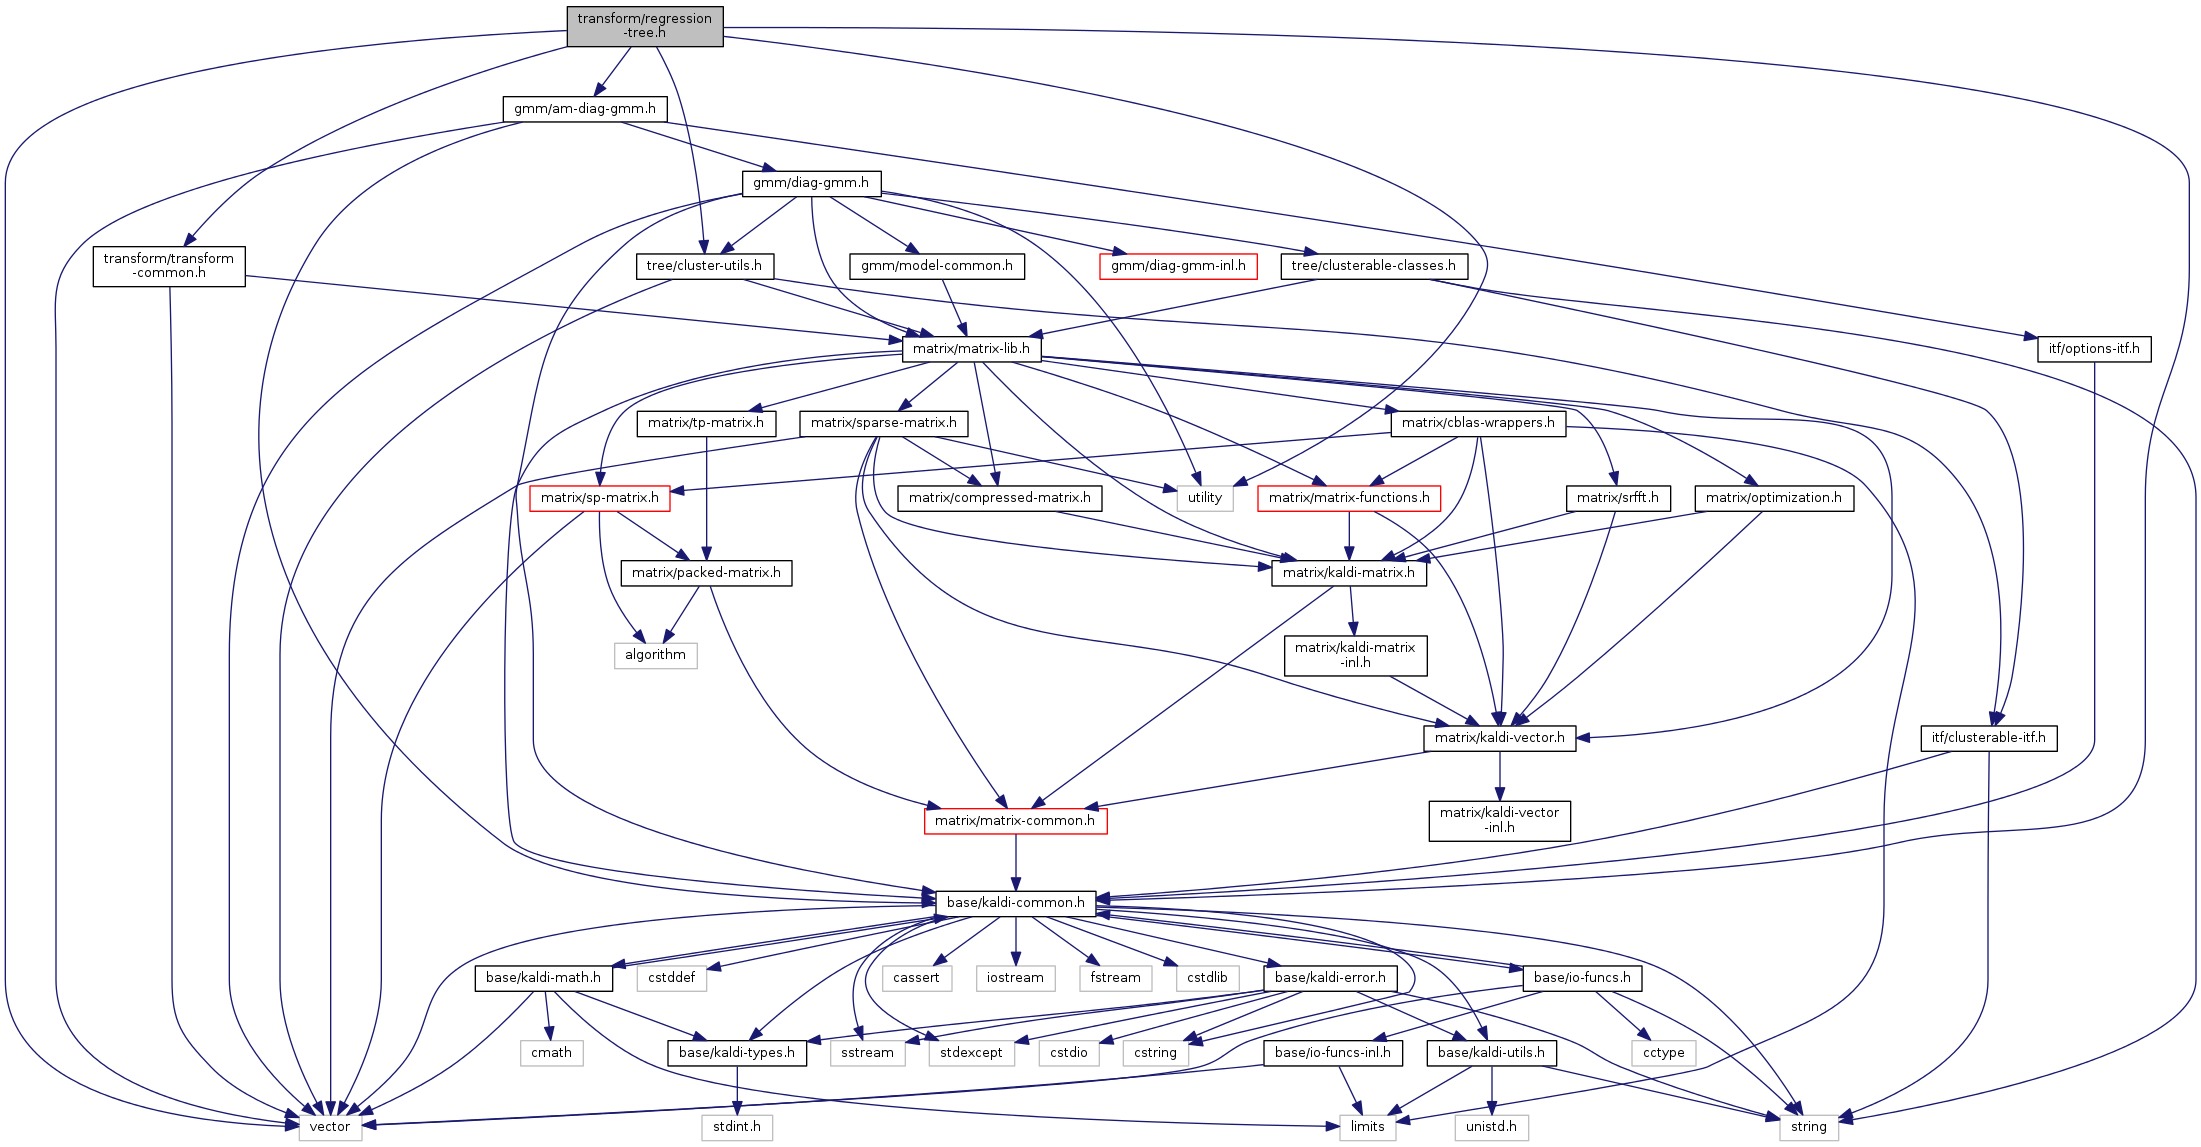 transform/regression
-tree.h
gmm/am-diag-gmm.h
gmm/diag-gmm.h
transform/transform
-common.h
tree/cluster-utils.h
gmm/model-common.h
gmm/diag-gmm-inl.h
tree/clusterable-classes.h
matrix/matrix-lib.h
itf/options-itf.h
matrix/tp-matrix.h
matrix/sparse-matrix.h
matrix/cblas-wrappers.h
matrix/sp-matrix.h
matrix/compressed-matrix.h
utility
matrix/matrix-functions.h
matrix/srfft.h
matrix/optimization.h
matrix/packed-matrix.h
matrix/kaldi-matrix.h
algorithm
matrix/kaldi-matrix
-inl.h
matrix/kaldi-vector.h
itf/clusterable-itf.h
matrix/matrix-common.h
matrix/kaldi-vector
-inl.h
base/kaldi-common.h
base/kaldi-math.h
cstddef
cassert
iostream
fstream
cstdlib
base/kaldi-error.h
base/io-funcs.h
cmath
base/kaldi-types.h
sstream
stdexcept
cstdio
cstring
base/io-funcs-inl.h
base/kaldi-utils.h
cctype
vector
stdint.h
limits
unistd.h
string